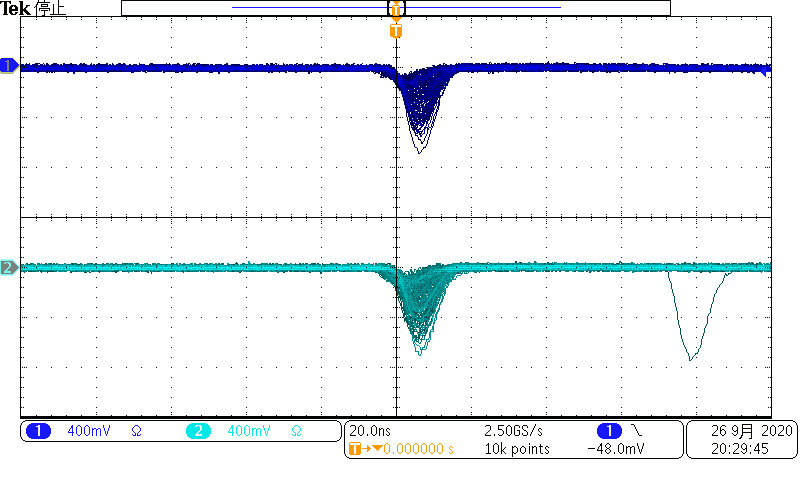 Tek 停止
T
T
1
2
1 400mV Ω 2 400mV Ω
20.0ns 2.50GS/s 1
T→▼0.000000 s 10k points −48.0mV
26 9月 2020
20:29:45